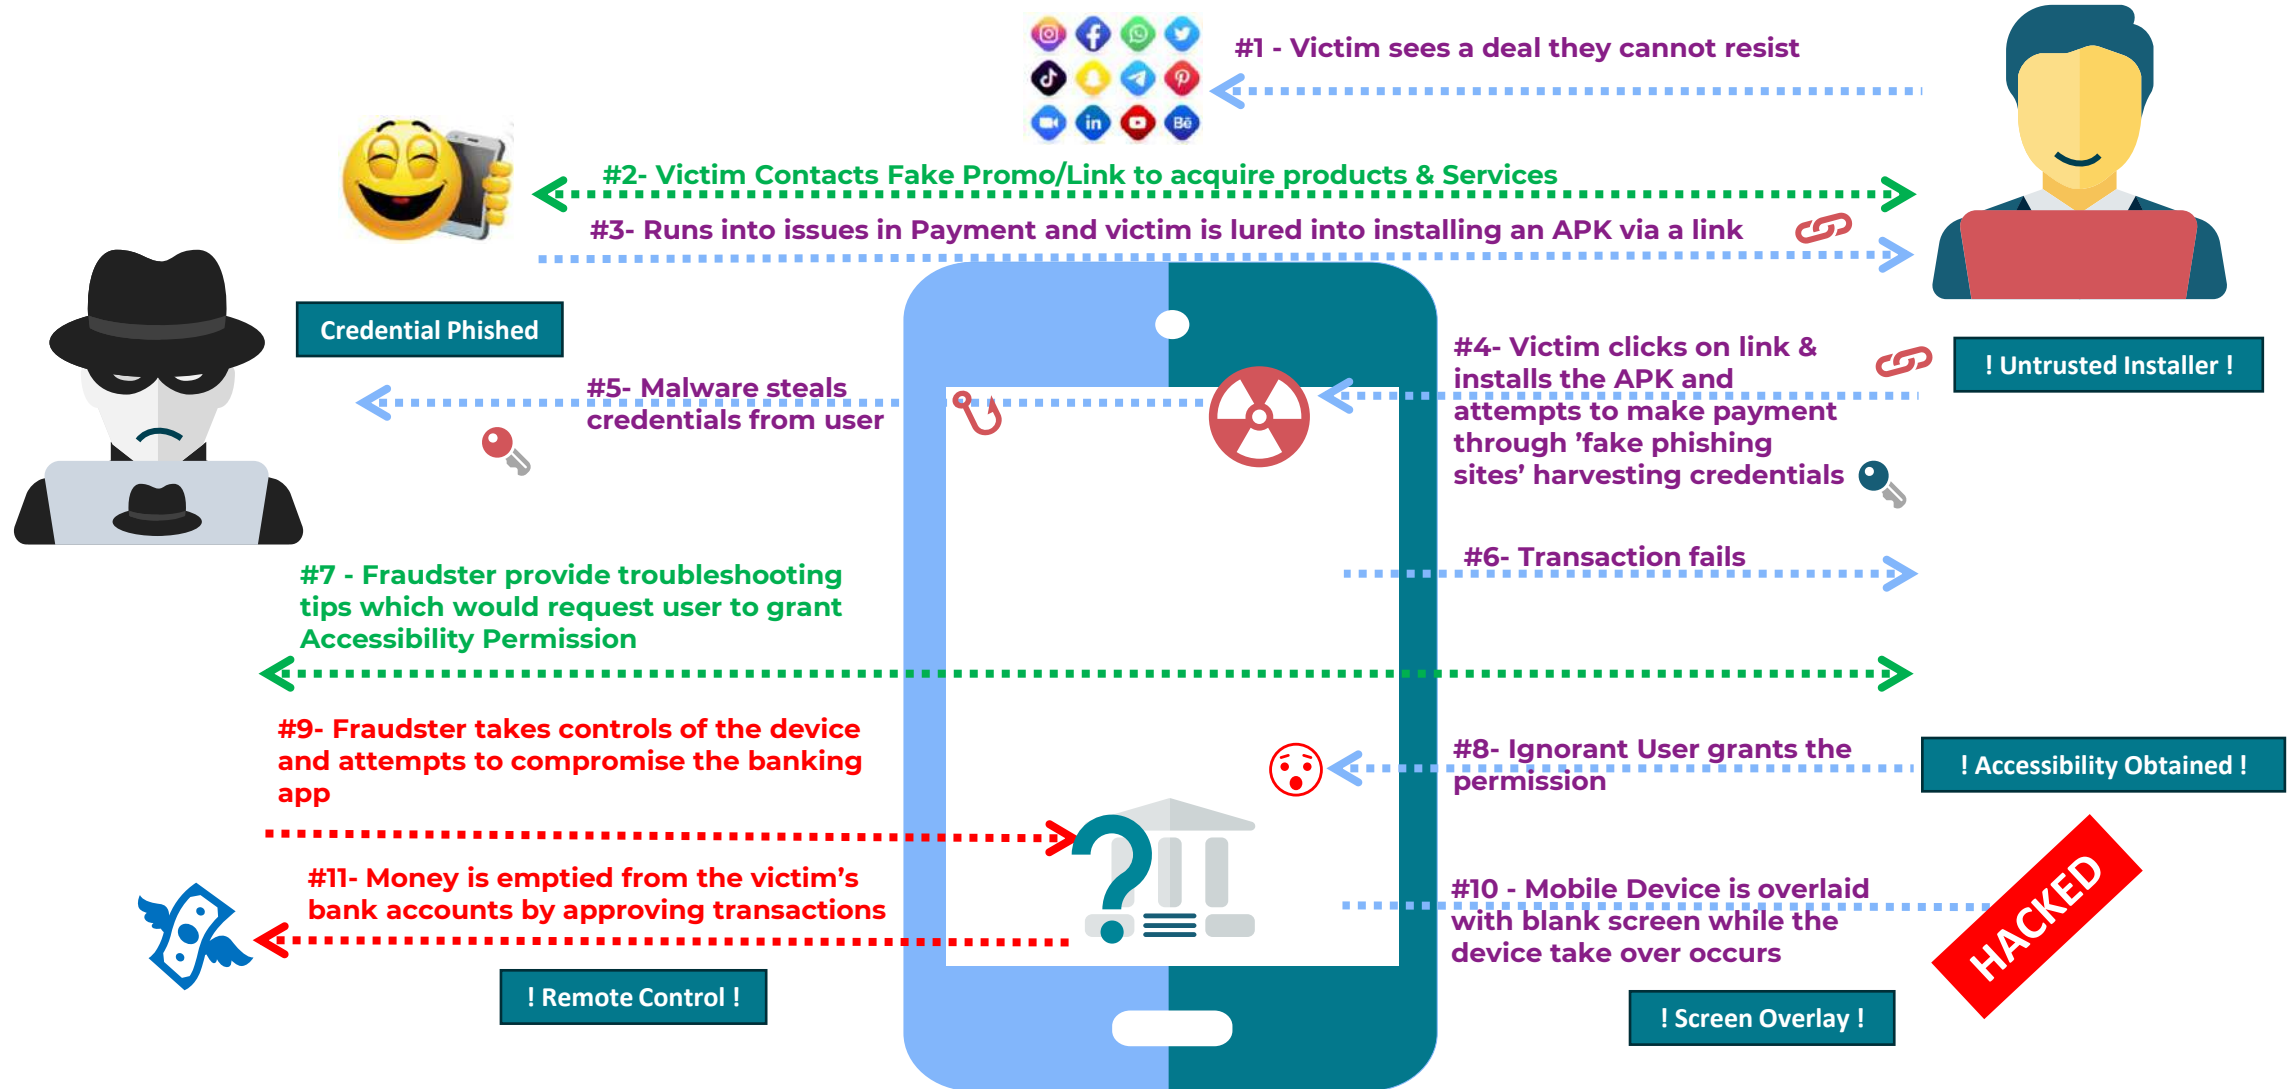 #1 - Victim sees a deal they cannot resist
in
Bē
#2- Victim Contacts Fake Promo/Link to acquire products & Services
#3- Runs into issues in Payment and victim is lured into installing an APK via a link
Credential Phished
#4- Victim clicks on link &
installs the APK and
attempts to make payment
through ’fake phishing
sites’ harvesting credentials
! Untrusted Installer !
#5- Malware steals
credentials from user
#6- Transaction fails
#7 - Fraudster provide troubleshooting
tips which would request user to grant
Accessibility Permission
#8- Ignorant User grants the
permission
! Accessibility Obtained !
#9- Fraudster takes controls of the device
and attempts to compromise the banking
app
#10 - Mobile Device is overlaid
with blank screen while the
device take over occurs
HACKED
#11- Money is emptied from the victim’s
bank accounts by approving transactions
! Remote Control !
! Screen Overlay !